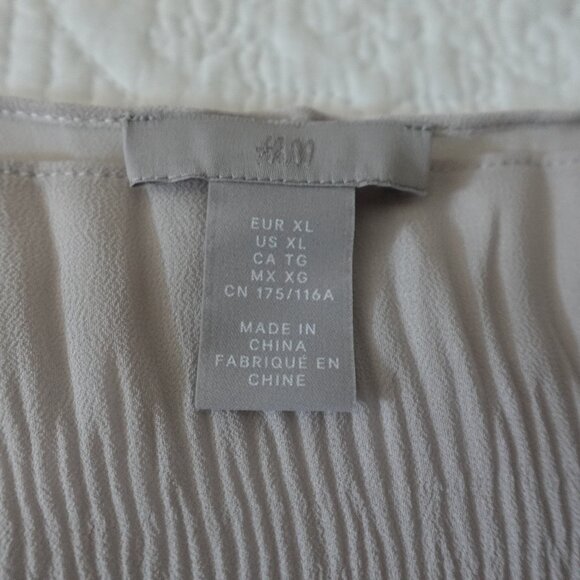 H&M
EUR XL
US XL
CA TG
MX XG
CN 175/116A
MADE IN
CHINA
FABRIQUÉ EN
CHINE